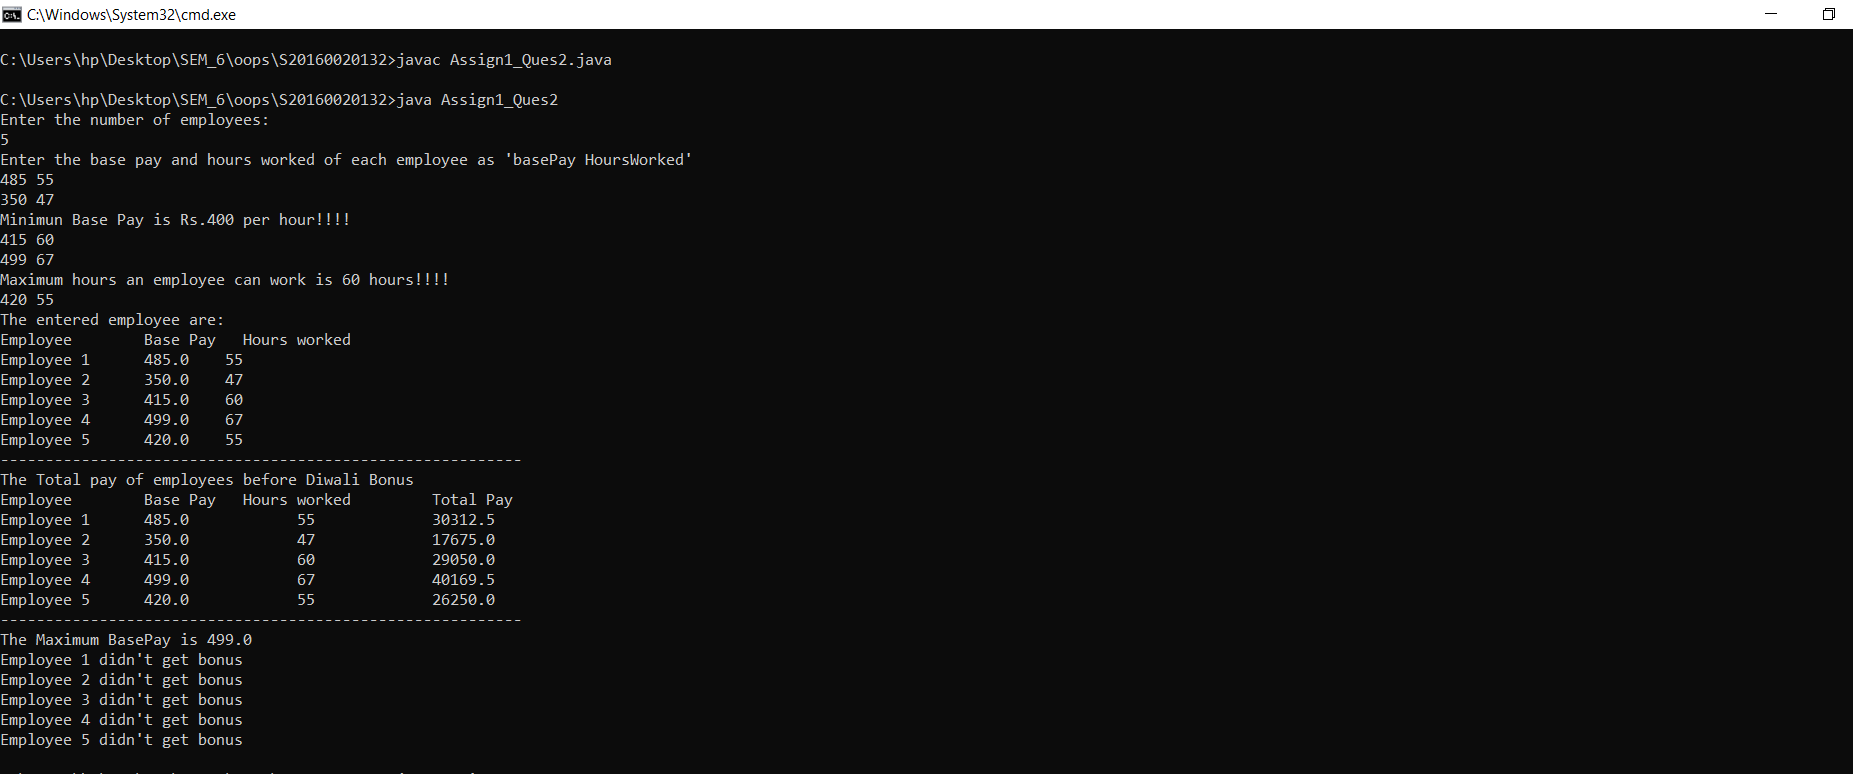 C:\Windows\System32\cmd.exe
C:\Users\hp\Desktop\SEM_6\oops\S20160020132>javac Assign1_Ques2.java
C:\Users\hp\Desktop\SEM_6\oops\S20160020132>java Assign1_Ques2
Enter the number of employees:
5
Enter the base pay and hours worked of each employee as 'basePay HoursWorked'
485 55
350 47
Minimun Base Pay is Rs.400 per hour!!!!
415 60
499 67
Maximum hours an employee can work is 60 hours!!!!
420 55
The entered employee are:
Employee        Base Pay   Hours worked
Employee 1      485.0    55
Employee 2      350.0    47
Employee 3      415.0    60
Employee 4      499.0    67
Employee 5      420.0    55
----------------------------------------------------------
The Total pay of employees before Diwali Bonus
Employee        Base Pay   Hours worked         Total Pay
Employee 1      485.0            55             30312.5
Employee 2      350.0            47             17675.0
Employee 3      415.0            60             29050.0
Employee 4      499.0            67             40169.5
Employee 5      420.0            55             26250.0
----------------------------------------------------------
The Maximum BasePay is 499.0
Employee 1 didn't get bonus
Employee 2 didn't get bonus
Employee 3 didn't get bonus
Employee 4 didn't get bonus
Employee 5 didn't get bonus